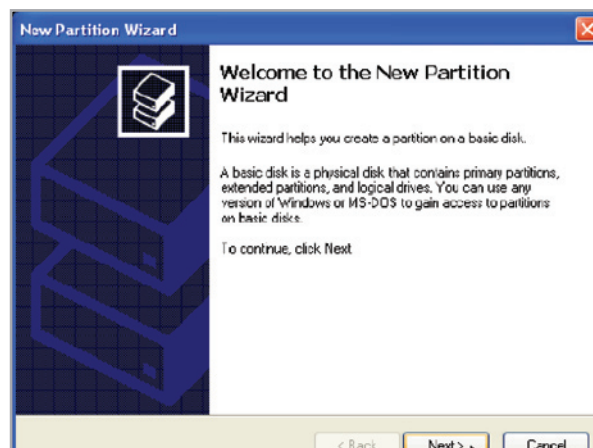 New Partition Wizard
Welcome to the New Partition
Wizard
This wizard helps you create a partition on a basic disk.
A basic disk is a physical disk that contains primary partitions,
extended partitions, and logical drives. You can use any
version of Windows or MS-DOS to gain access to partitions
on basic disks.
To continue, click Next
< Back
Next >
Cancel